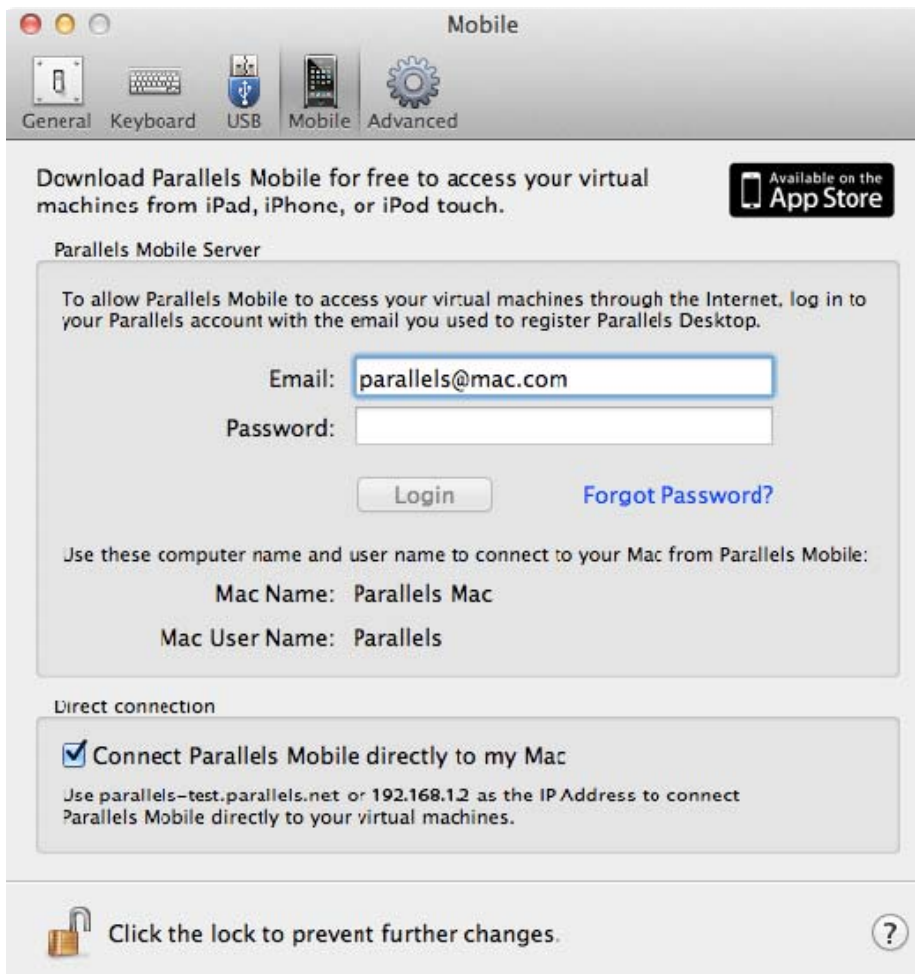 Mobile
General Keyboard USB Mobile Advanced
Download Parallels Mobile for free to access your virtual
machines from iPad, iPhone, or iPod touch.
Available on the
App Store
Parallels Mobile Server
To allow Parallels Mobile to access your virtual machines through the Internet, log in to
your Parallels account with the email you used to register Parallels Desktop.
Email: parallels@mac.com
Password:
Login Forgot Password?
Use these computer name and user name to connect to your Mac from Parallels Mobile:
Mac Name: Parallels Mac
Mac User Name: Parallels
Direct connection
Connect Parallels Mobile directly to my Mac
Use parallels-test.parallels.net or 192.168.1.2 as the IP Address to connect
Parallels Mobile directly to your virtual machines.
Click the lock to prevent further changes.
?